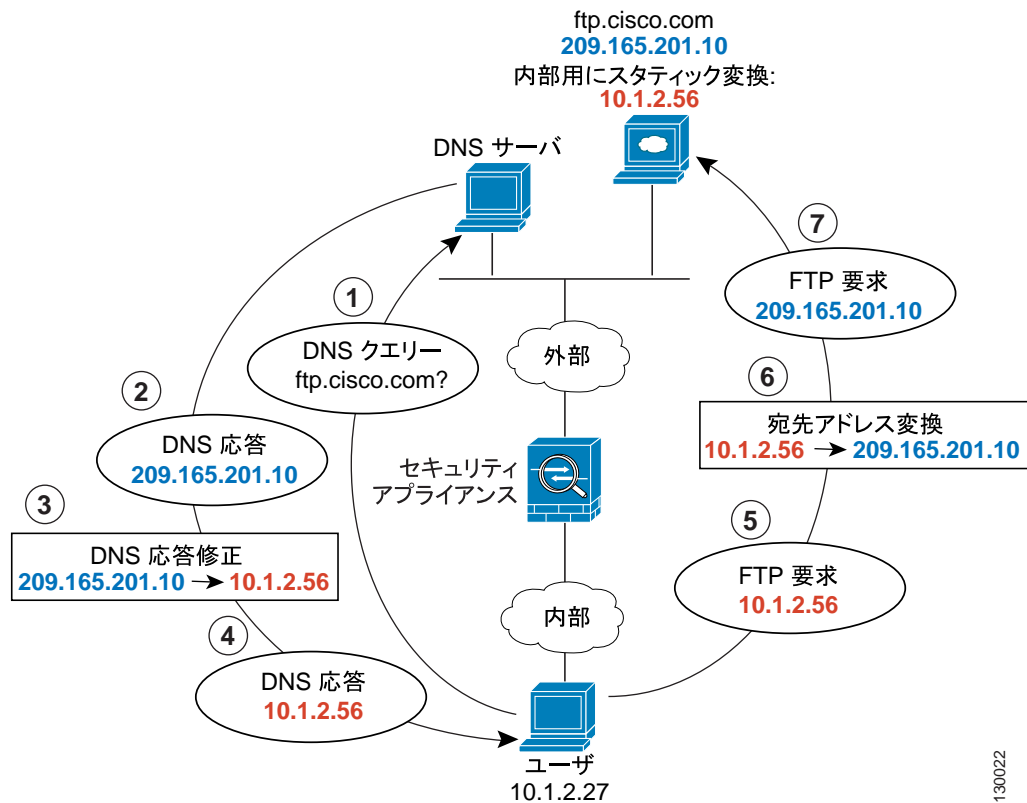 ftp.cisco.com
209.165.201.10
内部用にスタティック変換:
10.1.2.56
DNS サーバ
7
FTP 要求
209.165.201.10
1
DNS クエリー
ftp.cisco.com?
外部
2
DNS 応答
209.165.201.10
6
宛先アドレス変換
10.1.2.56 → 209.165.201.10
セキュリティ
アプライアンス
3
DNS 応答修正
209.165.201.10 → 10.1.2.56
5
FTP 要求
10.1.2.56
内部
4
DNS 応答
10.1.2.56
ユーザ
10.1.2.27
130022